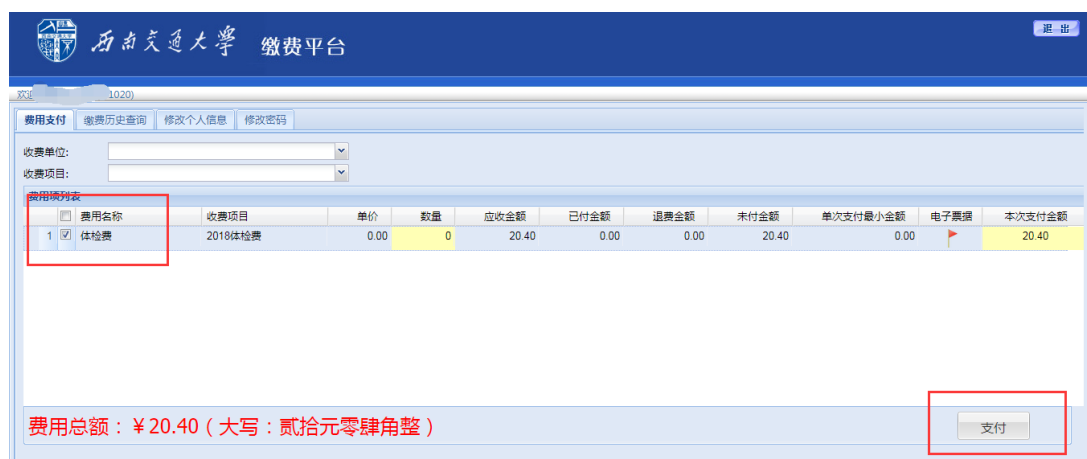 西南交通大学 缴费平台
退 出
1020)
费用支付 缴费历史查询 修改个人信息 修改密码
收费单位:
收费项目:
费用项列表
费用名称 收费项目 单价 数量 应收金额 已付金额 退费金额 未付金额 单次支付最小金额 电子票据 本次支付金额
1 体检费 2018体检费 0.00 0 20.40 0.00 0.00 20.40 0.00 20.40
费用总额：￥20.40（大写：贰拾元零肆角整）
支付